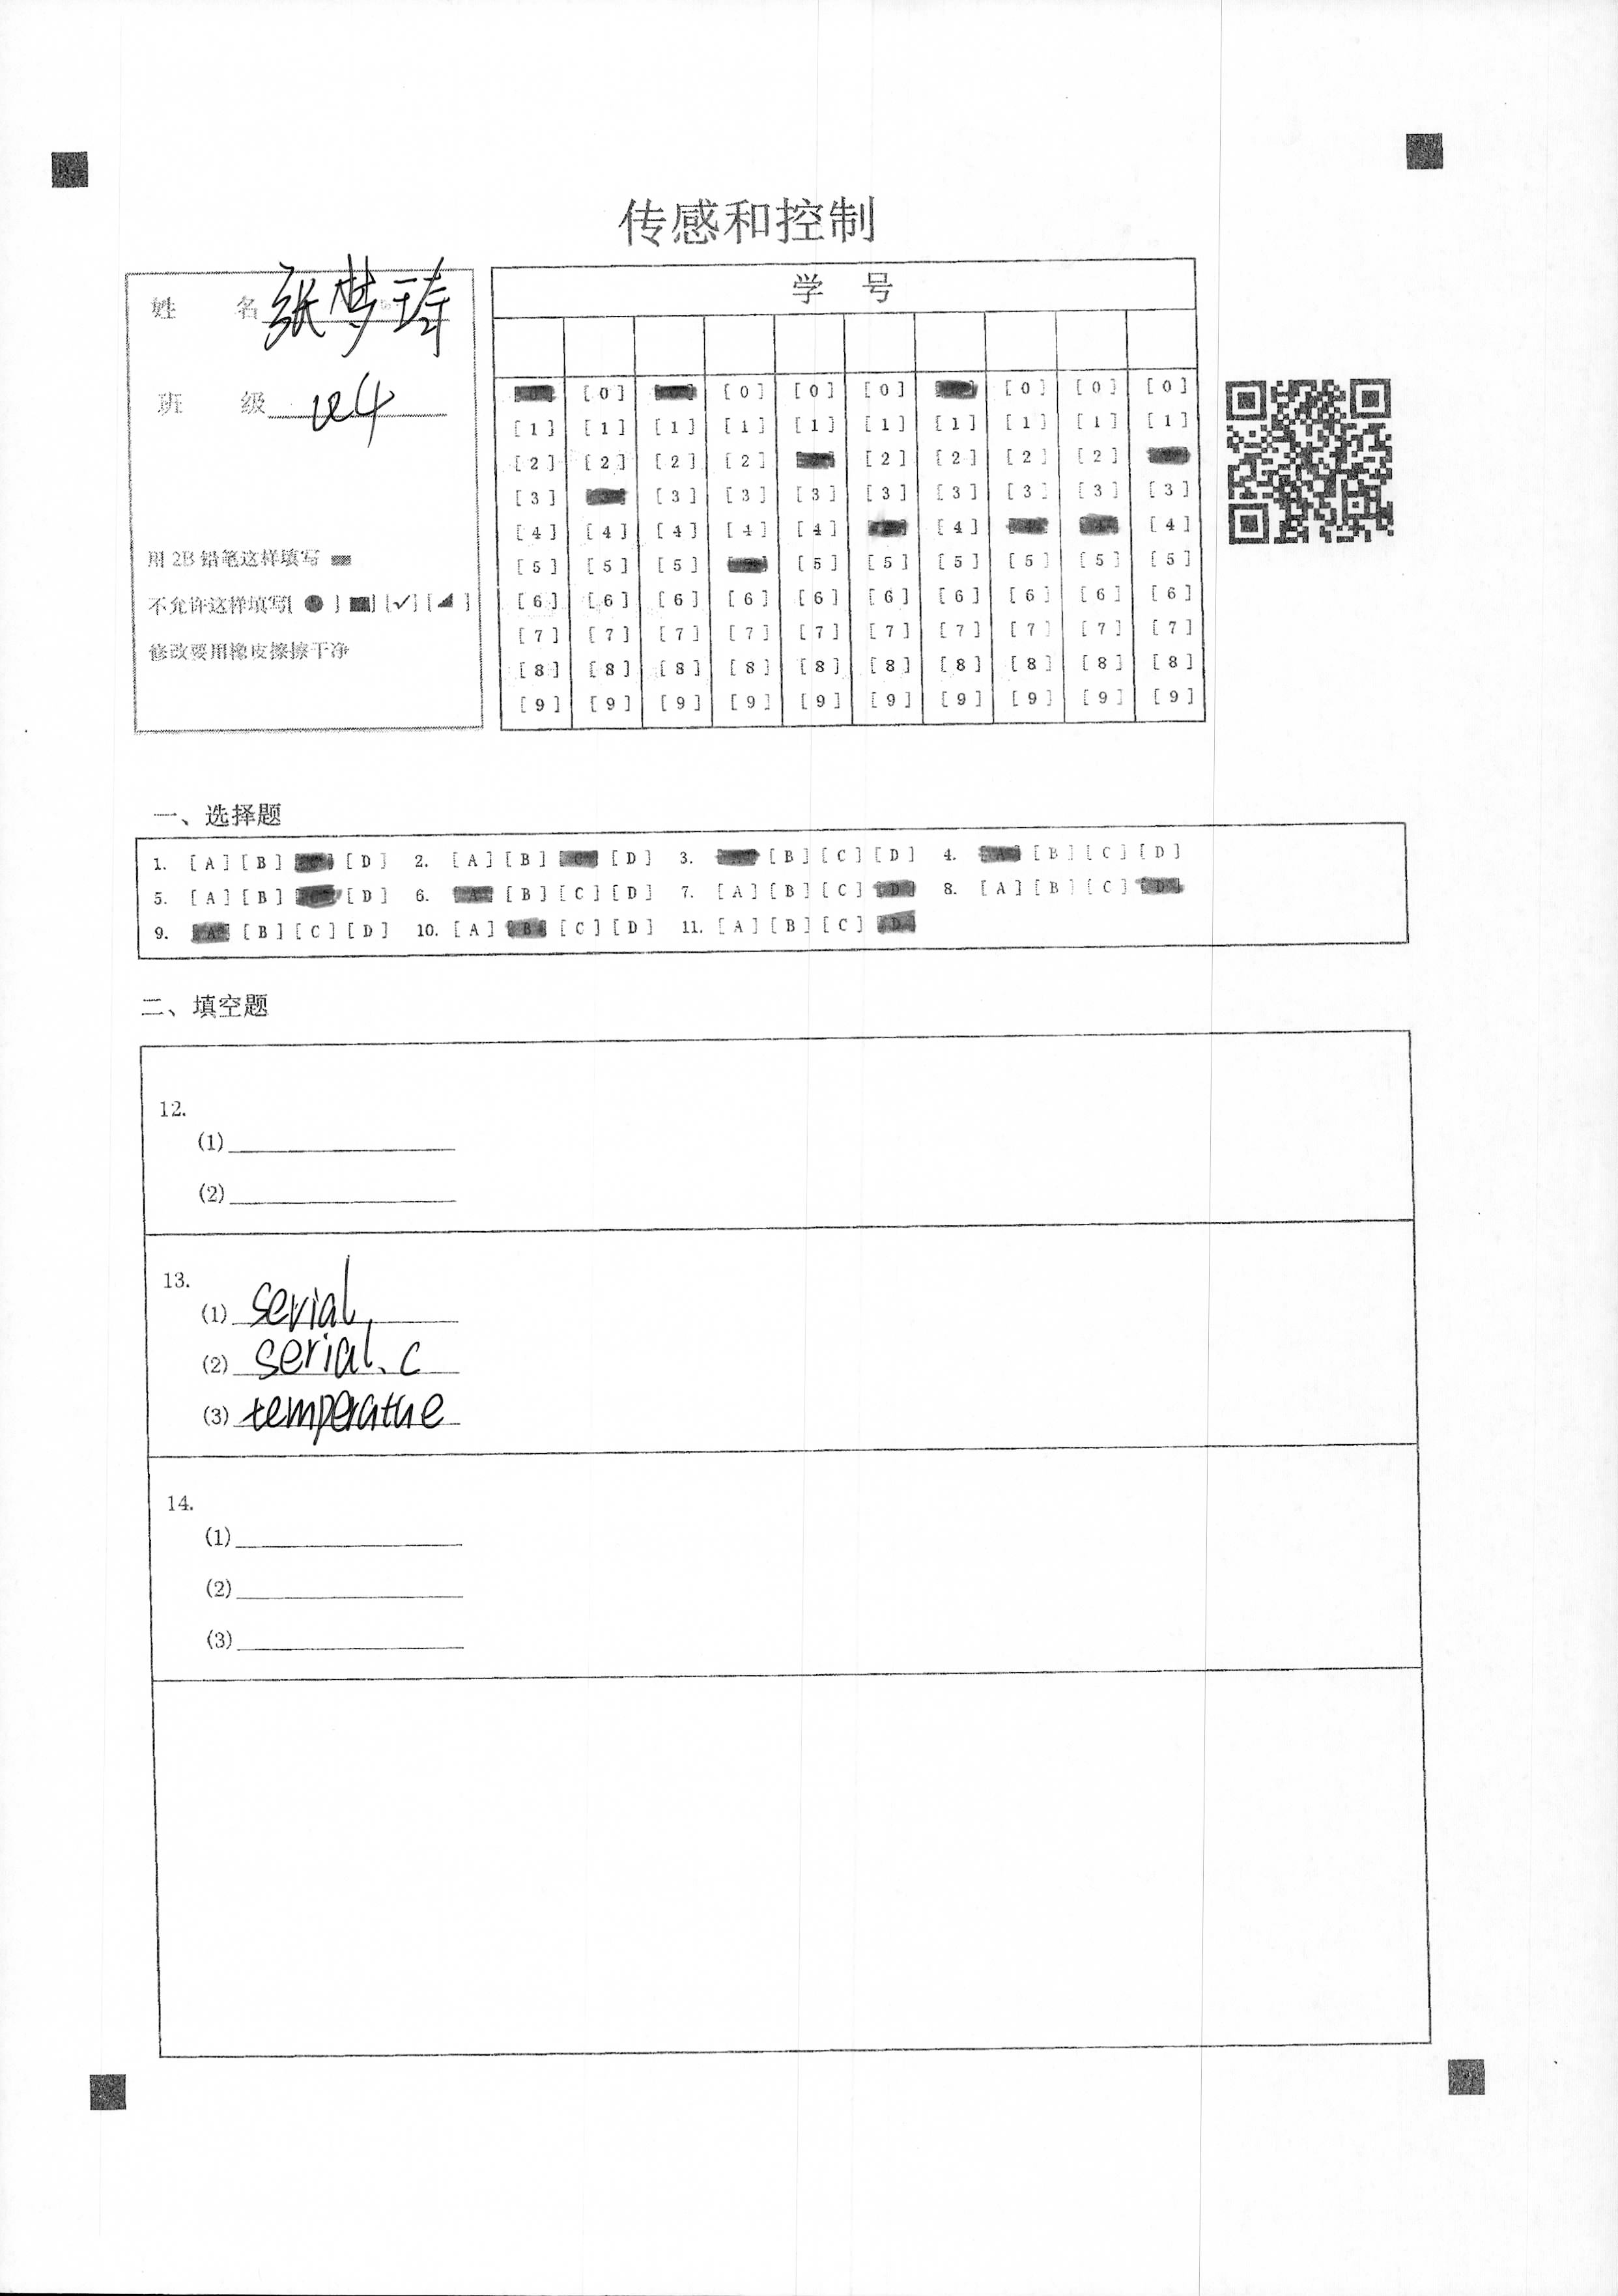 传感和控制
姓 名 张梦琦
班 级
学 号
[0] [0] [0] [0] [0] [0]
[1] [1] [1] [1] [1] [1] [1] [1] [1] [1]
[2] [2] [2] [2] [2] [2] [2] [2]
[3] [3] [3] [3] [3] [3] [3] [3] [3]
[4] [4] [4] [4] [4] [4] [4]
[5] [5] [5] [5] [5] [5] [5] [5] [5]
[6] [6] [6] [6] [6] [6] [6] [6] [6] [6]
[7] [7] [7] [7] [7] [7] [7] [7] [7] [7]
[8] [8] [8] [8] [8] [8] [8] [8] [8] [8]
[9] [9] [9] [9] [9] [9] [9] [9] [9] [9]
用 2B 铅笔这样填写
不允许这样填写[ ● ] [■] [✓] [ ]
修改要用橡皮擦擦干净
一、选择题
1. [A] [B] [C] [D] 2. [A] [B] [C] [D] 3. [A] [B] [C] [D] 4. [A] [B] [C] [D]
5. [A] [B] [C] [D] 6. [A] [B] [C] [D] 7. [A] [B] [C] [D] 8. [A] [B] [C] [D]
9. [A] [B] [C] [D] 10. [A] [B] [C] [D] 11. [A] [B] [C] [D]
二、填空题
12.
(1)
(2)
13.
(1) serial
(2) serial.c
(3) temperature
14.
(1)
(2)
(3)